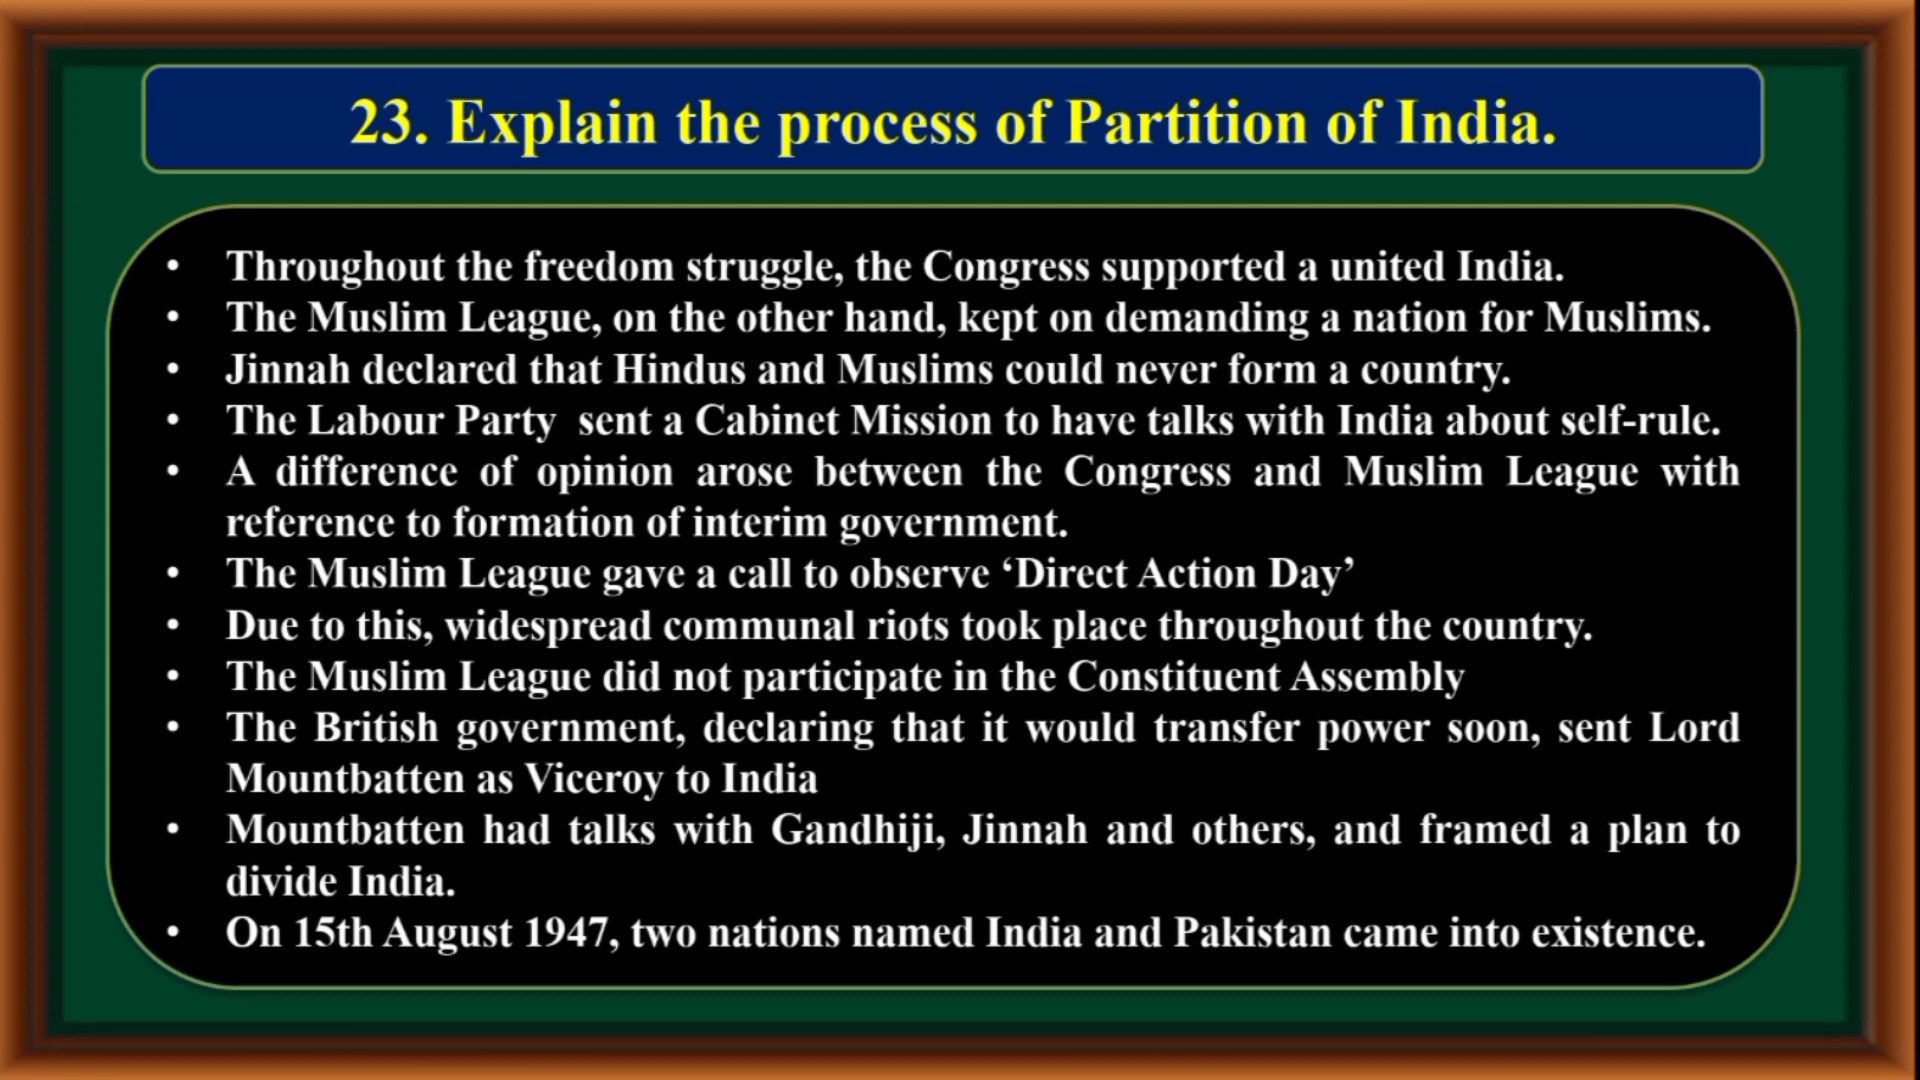 23. Explain the process of Partition of India.
• Throughout the freedom struggle, the Congress supported a united India.
• The Muslim League, on the other hand, kept on demanding a nation for Muslims.
• Jinnah declared that Hindus and Muslims could never form a country.
• The Labour Party  sent a Cabinet Mission to have talks with India about self-rule.
• A difference of opinion arose between the Congress and Muslim League with
reference to formation of interim government.
• The Muslim League gave a call to observe ‘Direct Action Day’
• Due to this, widespread communal riots took place throughout the country.
• The Muslim League did not participate in the Constituent Assembly
• The British government, declaring that it would transfer power soon, sent Lord
Mountbatten as Viceroy to India
• Mountbatten had talks with Gandhiji, Jinnah and others, and framed a plan to
divide India.
• On 15th August 1947, two nations named India and Pakistan came into existence.